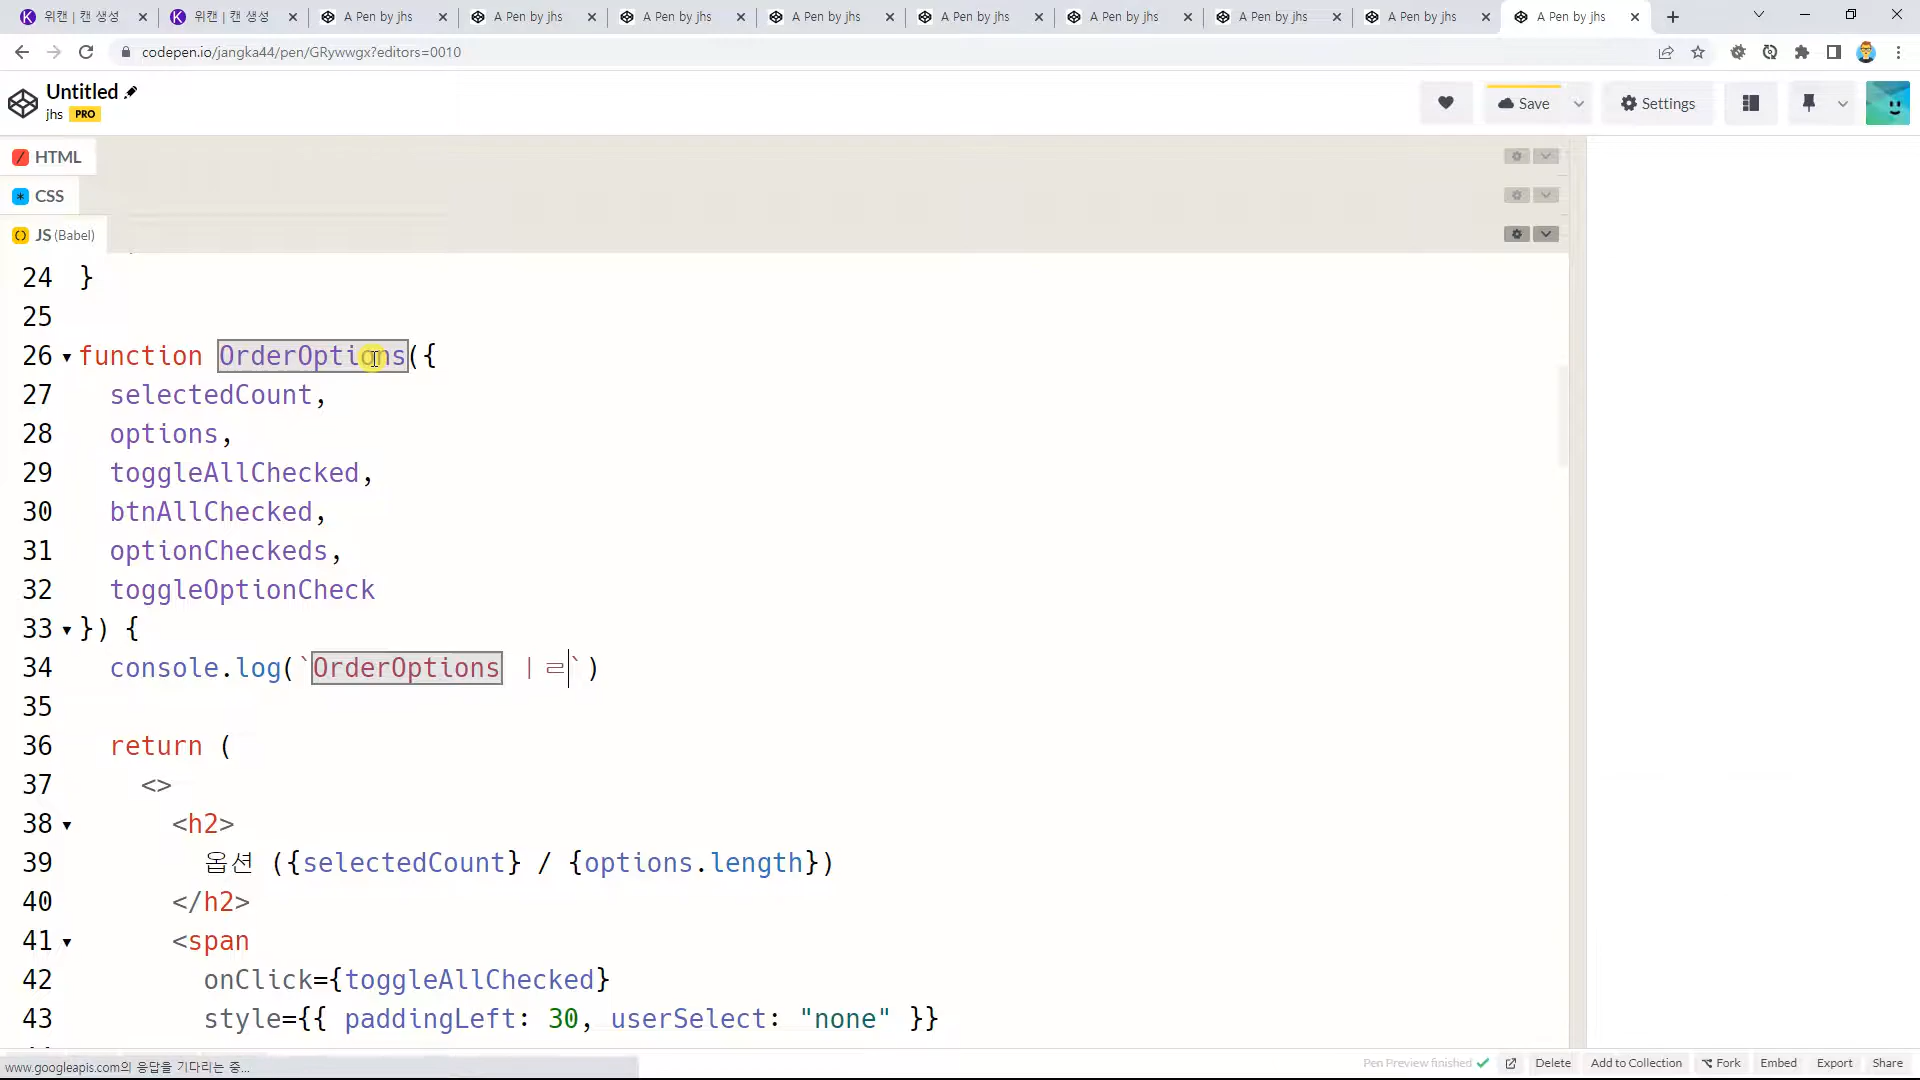 위캔 | 캔 생성
위캔 | 캔 생성
A Pen by jhs
A Pen by jhs
A Pen by jhs
A Pen by jhs
A Pen by jhs
A Pen by jhs
A Pen by jhs
A Pen by jhs
A Pen by jhs
codepen.io/jangka44/pen/GRywwgx?editors=0010
Untitled
jhs PRO
Save
Settings
HTML
CSS
JS (Babel)
24 }
25
26 function OrderOptions({
27 selectedCount,
28 options,
29 toggleAllChecked,
30 btnAllChecked,
31 optionCheckeds,
32 toggleOptionCheck
33 }) {
34 console.log(`OrderOptions ㅣㄹ`)
35
36 return (
37 <>
38 <h2>
39 옵션 ({selectedCount} / {options.length})
40 </h2>
41 <span
42 onClick={toggleAllChecked}
43 style={{ paddingLeft: 30, userSelect: "none" }}
www.googleapis.com의 응답을 기다리는 중...
Pen Preview finished
Delete
Add to Collection
Fork
Embed
Export
Share